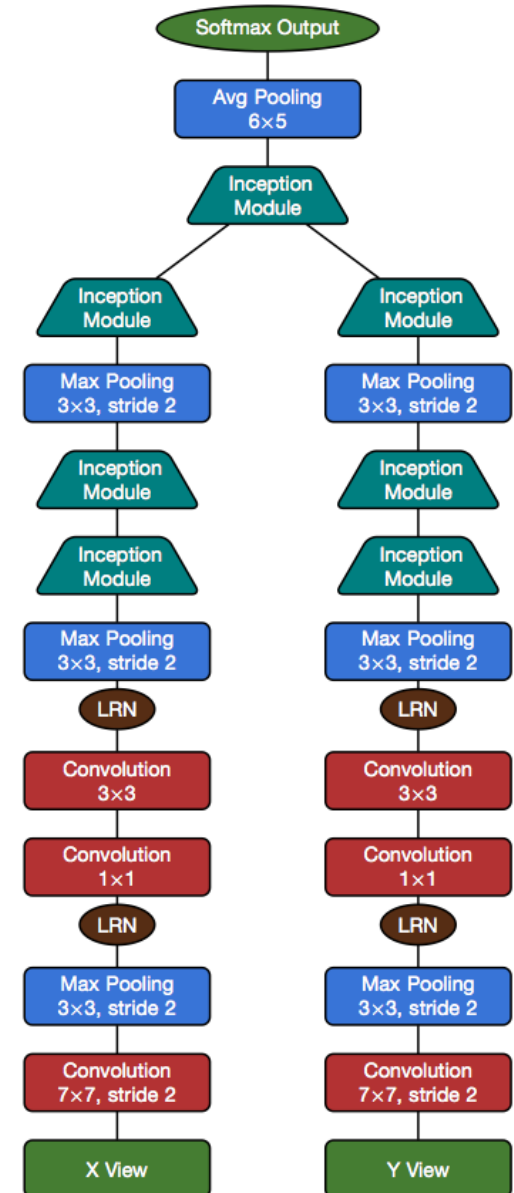 Softmax Output
Avg Pooling
6×5
Inception
Module
Inception
Module
Max Pooling
3×3, stride 2
Inception
Module
Inception
Module
Max Pooling
3×3, stride 2
LRN
Convolution
3×3
Convolution
1×1
LRN
Max Pooling
3×3, stride 2
Convolution
7×7, stride 2
X View
Inception
Module
Max Pooling
3×3, stride 2
Inception
Module
Inception
Module
Max Pooling
3×3, stride 2
LRN
Convolution
3×3
Convolution
1×1
LRN
Max Pooling
3×3, stride 2
Convolution
7×7, stride 2
Y View